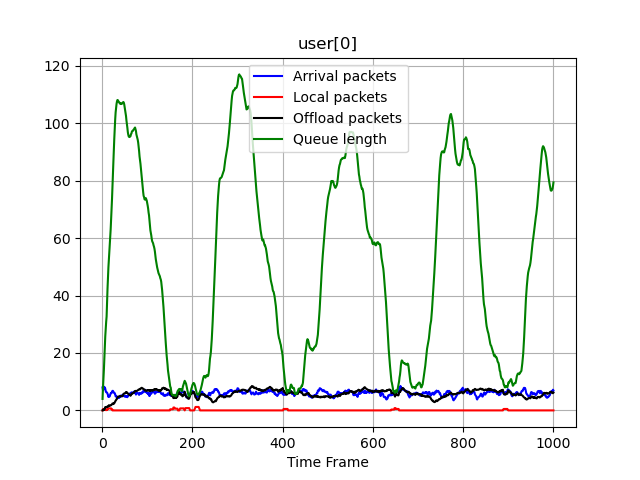 user[0]
120
100
80
60
40
20
0
Arrival packets
Local packets
Offload packets
Queue length
0 200 400 600 800 1000
Time Frame